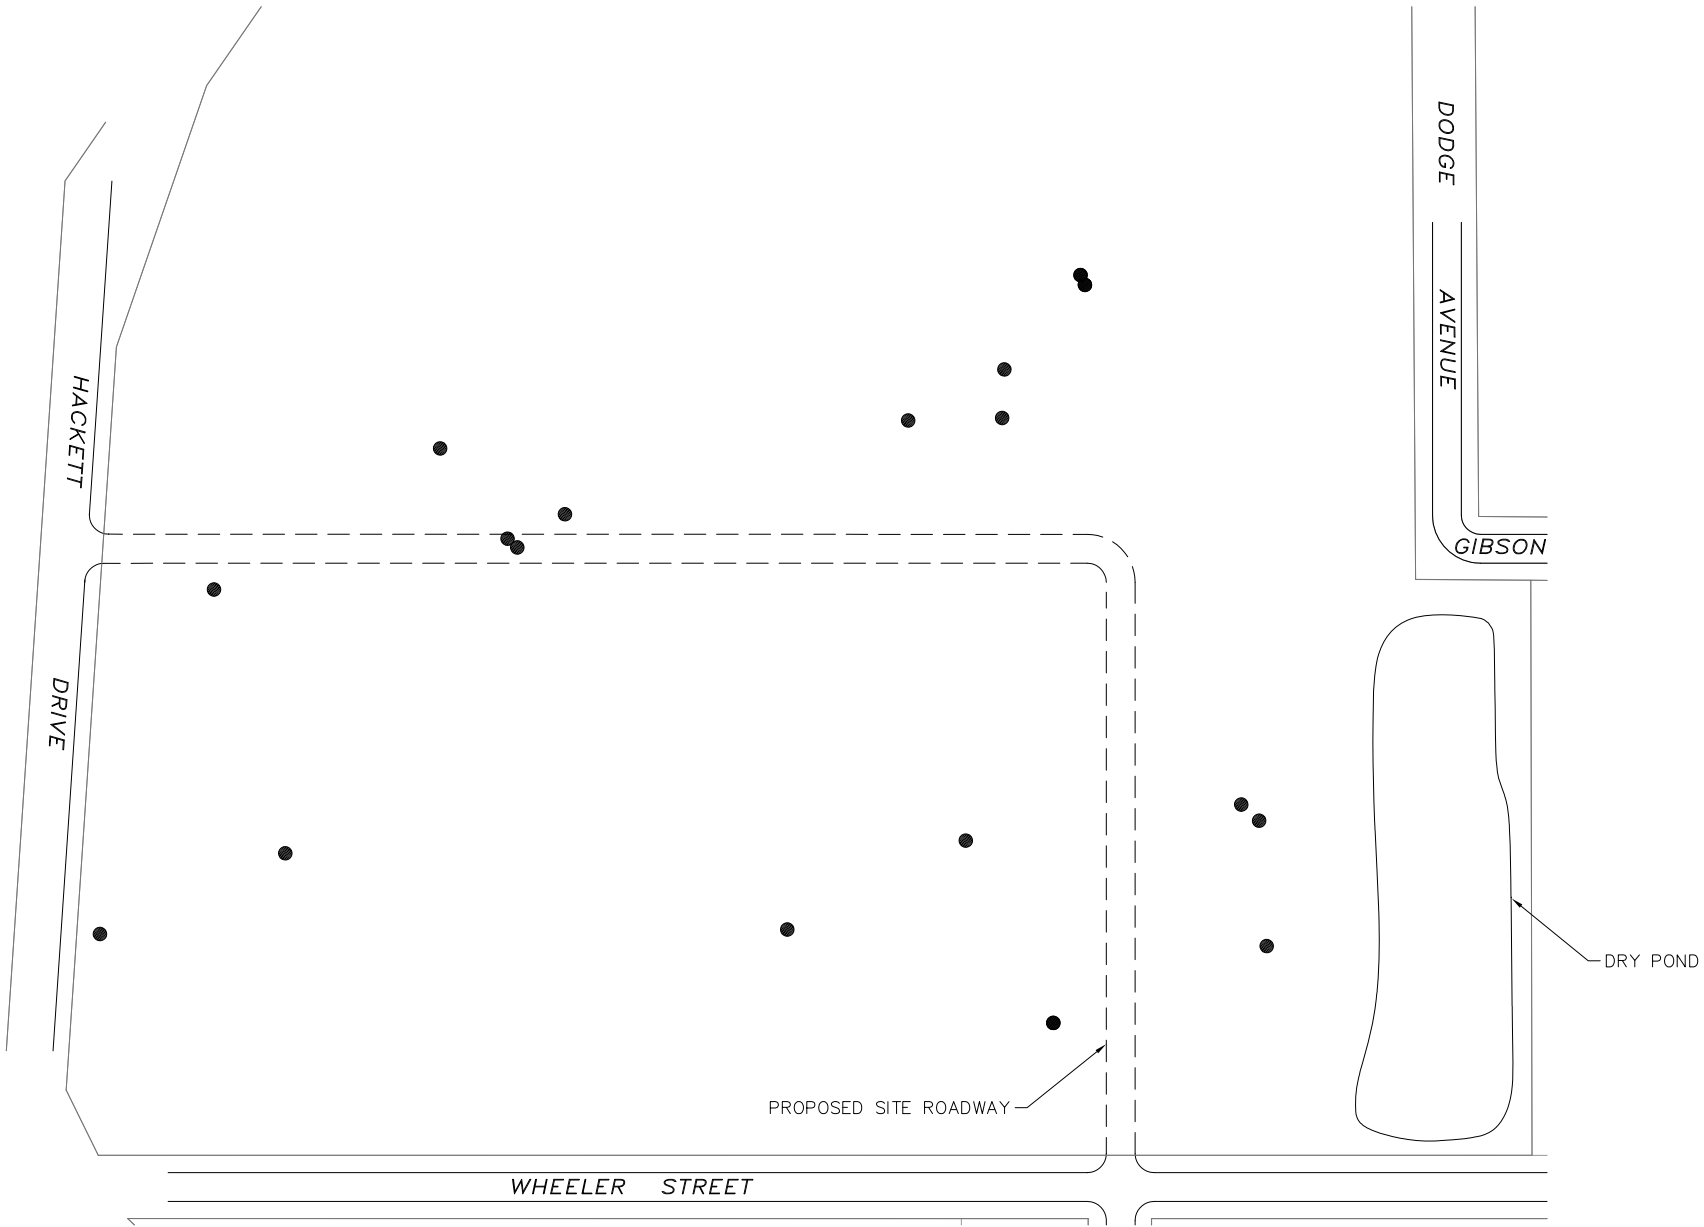 DODGE
AVENUE
HACKETT
GIBSON
DRIVE
DRY POND
PROPOSED SITE ROADWAY
WHEELER STREET